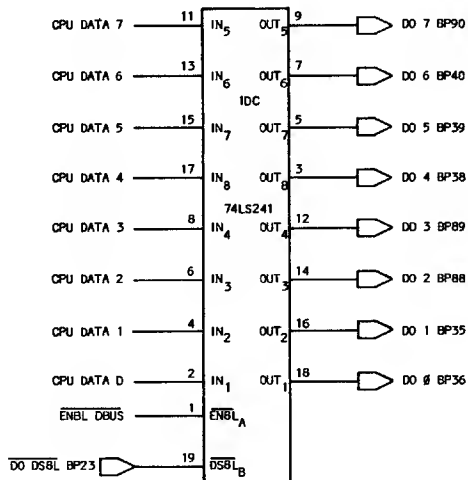 CPU DATA 7 11 IN5 OUT5 9 DO 7 BP90
CPU DATA 6 13 IN6 OUT6 7 DO 6 BP40
IDC
CPU DATA 5 15 IN7 OUT7 5 DO 5 BP39
CPU DATA 4 17 IN8 OUT8 3 DO 4 BP38
74LS241
CPU DATA 3 8 IN4 OUT4 12 DO 3 BP89
CPU DATA 2 6 IN3 OUT3 14 DO 2 BP88
CPU DATA 1 4 IN2 OUT2 16 DO 1 BP35
CPU DATA D 2 IN1 OUT1 18 DO Ø BP36
ENBL DBUS 1 ENBLA
DO DSBL BP23 19 DSBLB